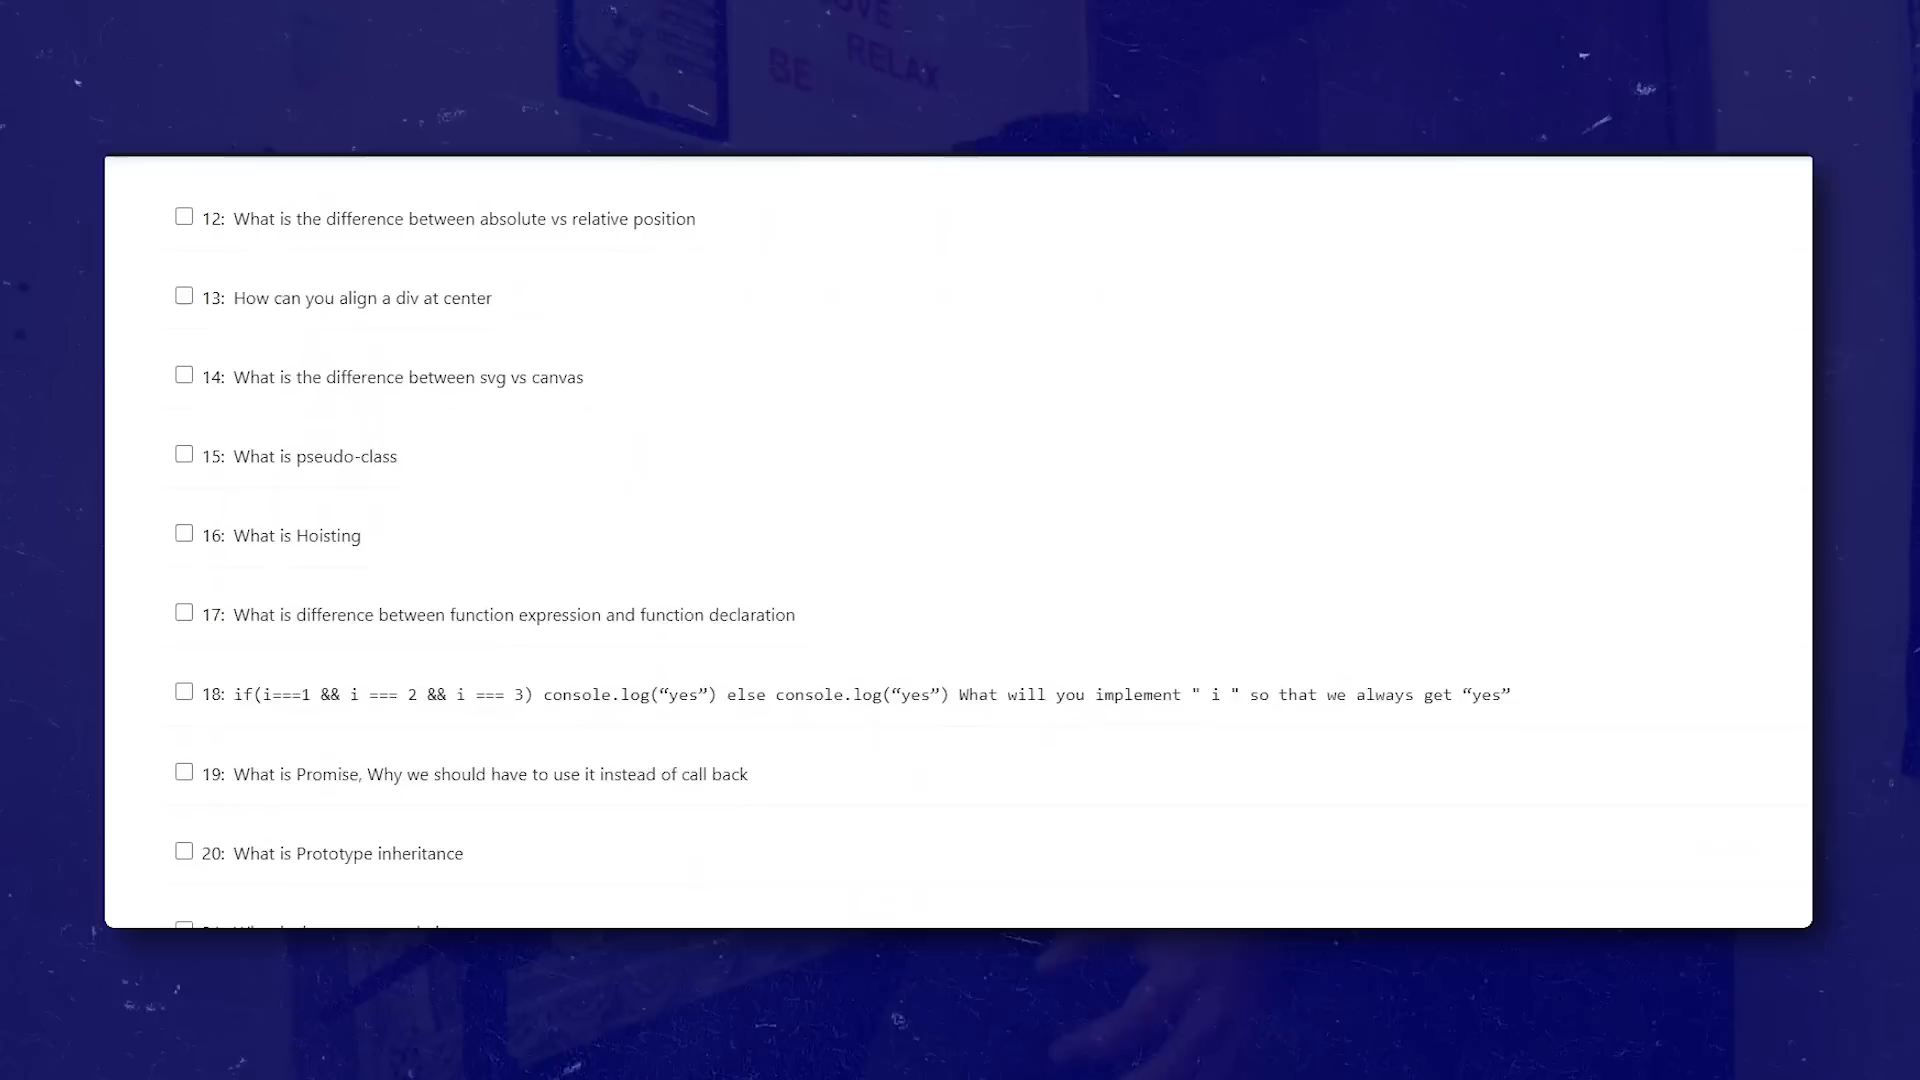 BE
RELAX
12: What is the difference between absolute vs relative position
13: How can you align a div at center
14: What is the difference between svg vs canvas
15: What is pseudo-class
16: What is Hoisting
17: What is difference between function expression and function declaration
18: if(i===1 && i === 2 && i === 3) console.log(“yes”) else console.log(“yes”) What will you implement " i " so that we always get “yes”
19: What is Promise, Why we should have to use it instead of call back
20: What is Prototype inheritance